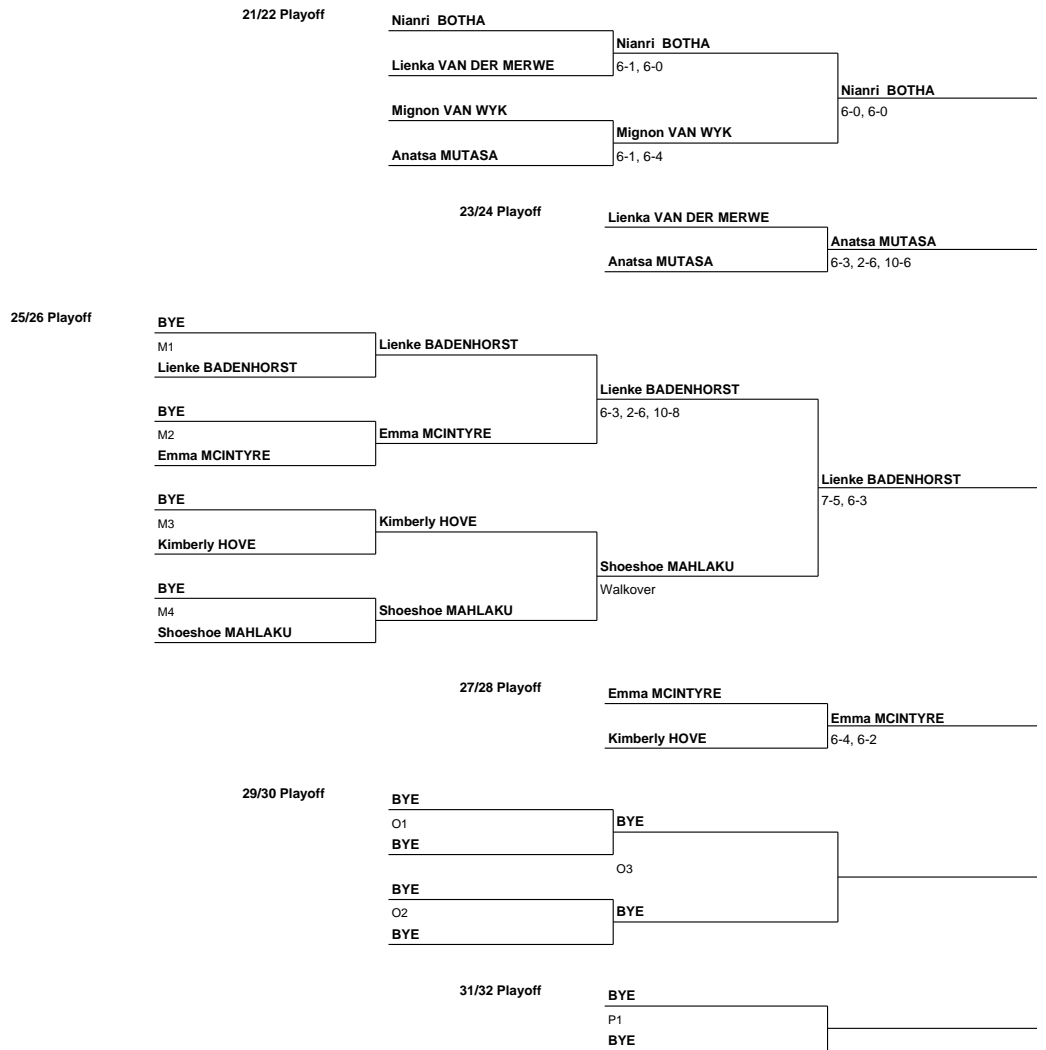 21/22 Playoff
Nianri  BOTHA
Nianri  BOTHA
Lienka VAN DER MERWE
6-1, 6-0
Nianri  BOTHA
6-0, 6-0
Mignon VAN WYK
Mignon VAN WYK
Anatsa MUTASA
6-1, 6-4
23/24 Playoff
Lienka VAN DER MERWE
Anatsa MUTASA
Anatsa MUTASA
6-3, 2-6, 10-6
25/26 Playoff
BYE
M1
Lienke BADENHORST
Lienke BADENHORST
Lienke BADENHORST
6-3, 2-6, 10-8
BYE
M2
Emma MCINTYRE
Emma MCINTYRE
Lienke BADENHORST
7-5, 6-3
BYE
M3
Kimberly HOVE
Kimberly HOVE
Shoeshoe MAHLAKU
Walkover
BYE
M4
Shoeshoe MAHLAKU
Shoeshoe MAHLAKU
27/28 Playoff
Emma MCINTYRE
Emma MCINTYRE
Kimberly HOVE
6-4, 6-2
29/30 Playoff
BYE
O1
BYE
BYE
O3
BYE
O2
BYE
BYE
31/32 Playoff
BYE
P1
BYE